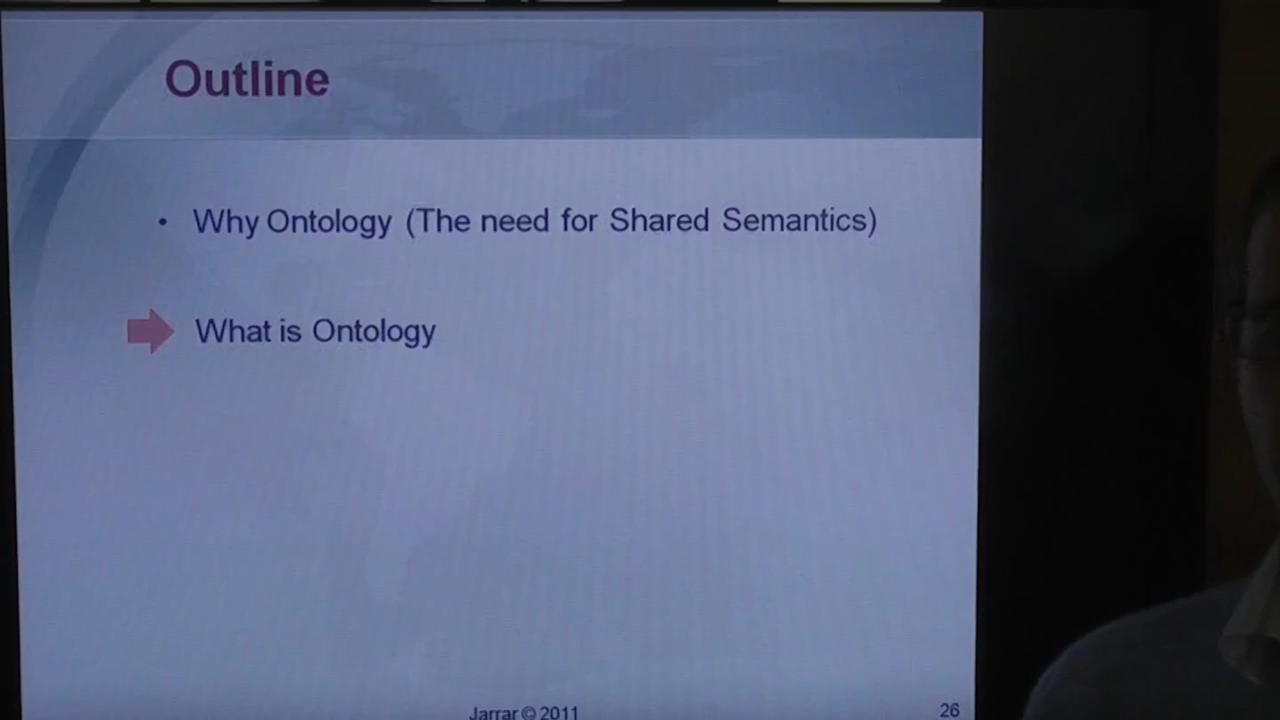 Outline
• Why Ontology (The need for Shared Semantics)
What is Ontology
Jarrar © 2011
26